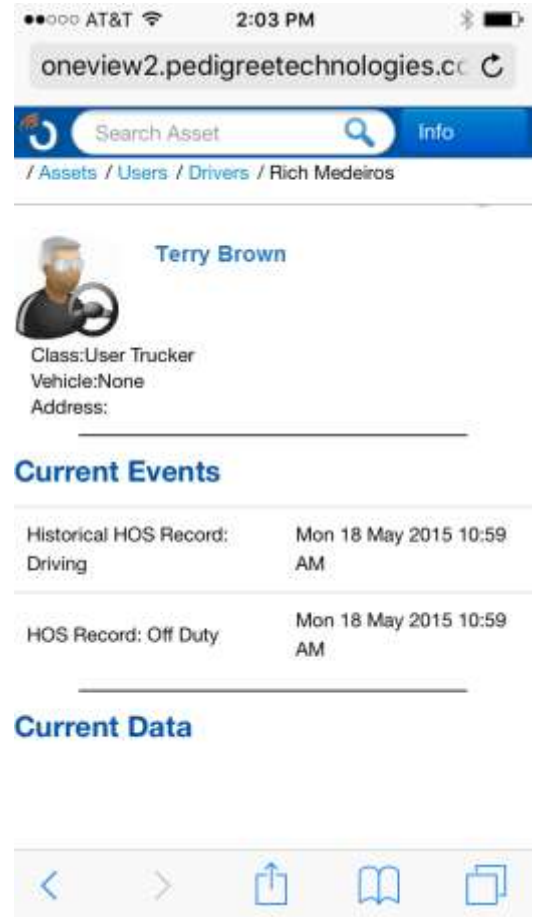 AT&T 2:03 PM
oneview2.pedigreetechnologies.cc
Search Asset Info
/ Assets / Users / Drivers / Rich Medeiros
Terry Brown
Class:User Trucker
Vehicle:None
Address:
Current Events
Historical HOS Record: Mon 18 May 2015 10:59
Driving AM
HOS Record: Off Duty Mon 18 May 2015 10:59
AM
Current Data